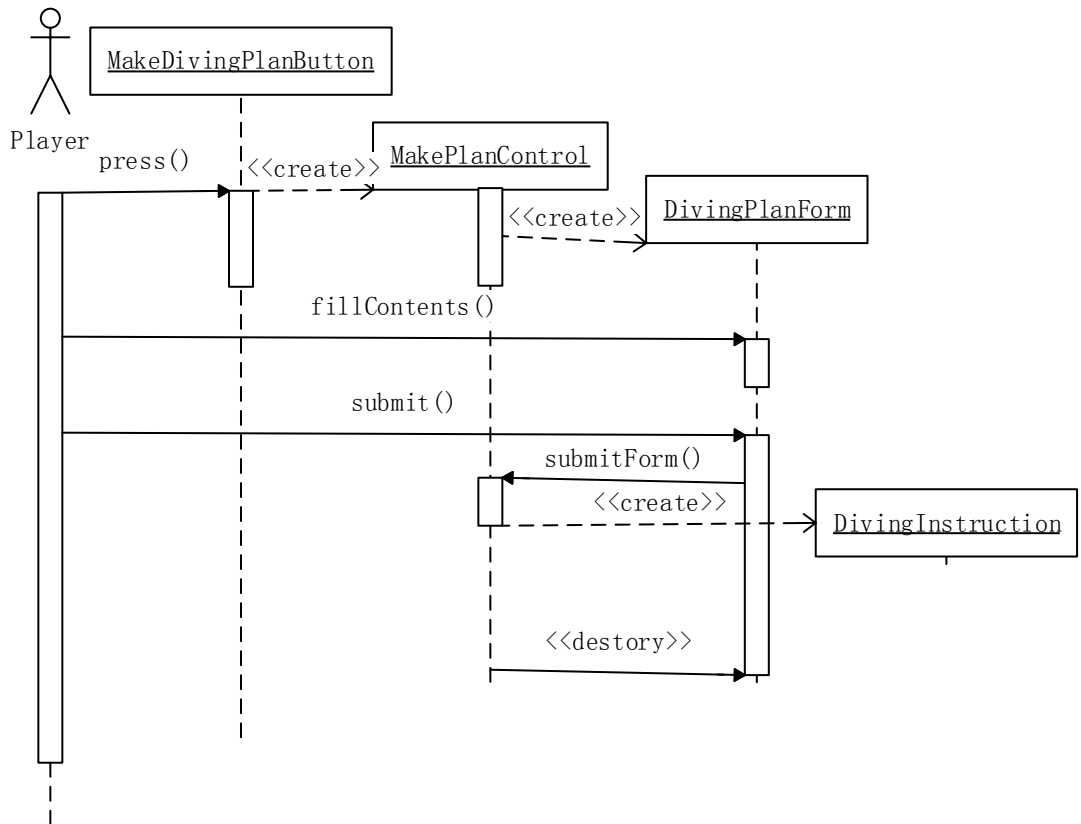 MakeDivingPlanButton
Player
press()
<<create>>
MakePlanControl
<<create>>
DivingPlanForm
fillContents()
submit()
submitForm()
<<create>>
DivingInstruction
<<destory>>